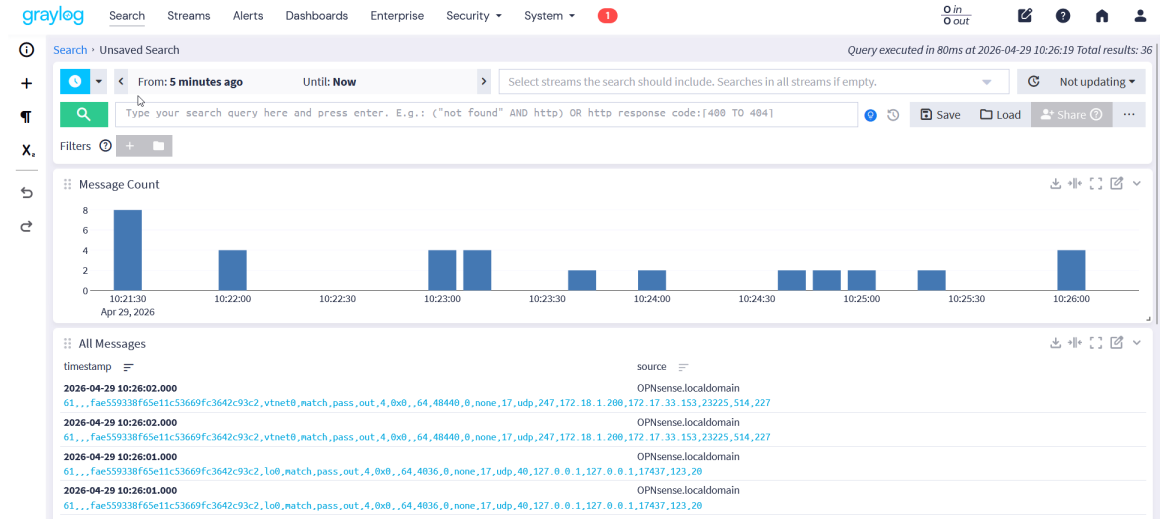 graylog Search Streams Alerts Dashboards Enterprise Security System 1 0 in
0 out
Search › Unsaved Search Query executed in 80ms at 2026-04-29 10:26:19 Total results: 36
From: 5 minutes ago Until: Now Select streams the search should include. Searches in all streams if empty. Not updating
Type your search query here and press enter. E.g.: ("not found" AND http) OR http_response_code:[400 TO 404] Save Load Share ...
Filters
Message Count
8
6
4
2
0
10:21:30 10:22:00 10:22:30 10:23:00 10:23:30 10:24:00 10:24:30 10:25:00 10:25:30 10:26:00
Apr 29, 2026
All Messages
timestamp source
2026-04-29 10:26:02.000 OPNsense.localdomain
61,,,fae559338f65e11c53669fc3642c93c2,vtnet0,match,pass,out,4,0x0,,64,48440,0,none,17,udp,247,172.18.1.200,172.17.33.153,23225,514,227
2026-04-29 10:26:02.000 OPNsense.localdomain
61,,,fae559338f65e11c53669fc3642c93c2,vtnet0,match,pass,out,4,0x0,,64,48440,0,none,17,udp,247,172.18.1.200,172.17.33.153,23225,514,227
2026-04-29 10:26:01.000 OPNsense.localdomain
61,,,fae559338f65e11c53669fc3642c93c2,lo0,match,pass,out,4,0x0,,64,4036,0,none,17,udp,40,127.0.0.1,127.0.0.1,17437,123,20
2026-04-29 10:26:01.000 OPNsense.localdomain
61,,,fae559338f65e11c53669fc3642c93c2,lo0,match,pass,out,4,0x0,,64,4036,0,none,17,udp,40,127.0.0.1,127.0.0.1,17437,123,20